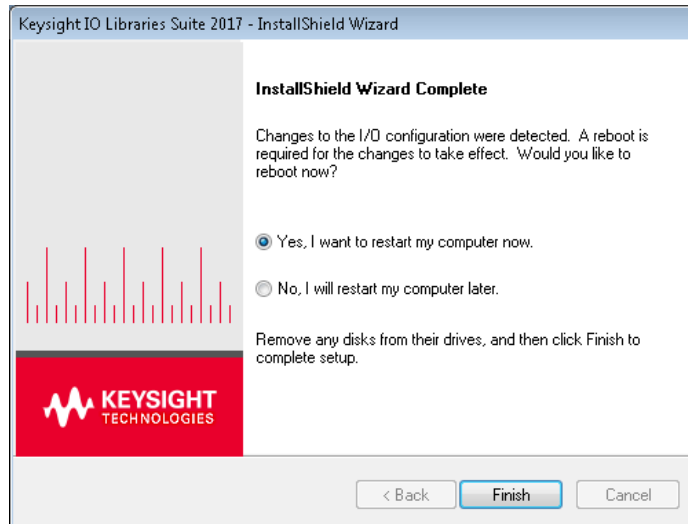 Keysight IO Libraries Suite 2017 - InstallShield Wizard
InstallShield Wizard Complete
Changes to the I/O configuration were detected. A reboot is
required for the changes to take effect. Would you like to
reboot now?
Yes, I want to restart my computer now.
No, I will restart my computer later.
Remove any disks from their drives, and then click Finish to
complete setup.
KEYSIGHT
TECHNOLOGIES
< Back
Finish
Cancel